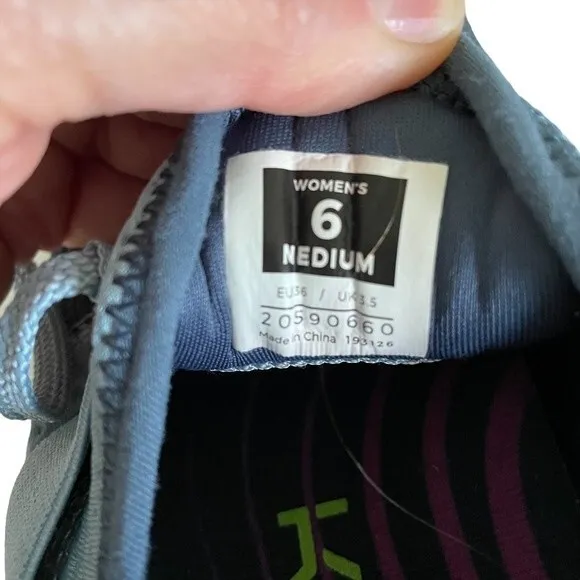 WOMEN'S
6
MEDIUM
EU36 / UK3.5
20590660
Made in China 193126